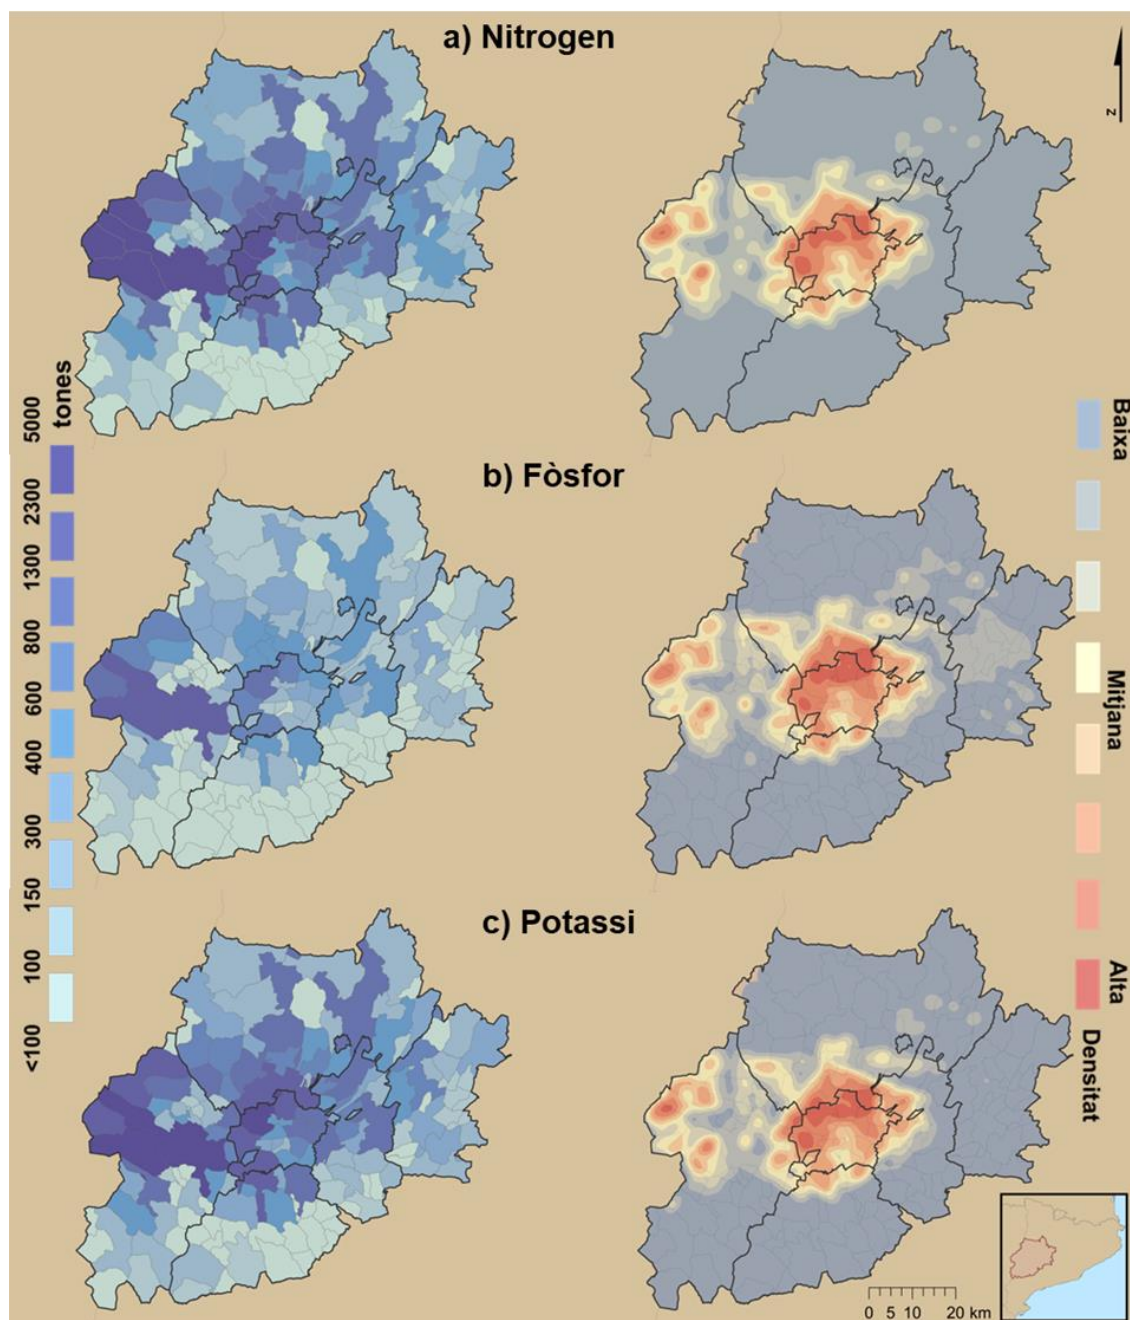 a) Nitrogen
N
b) Fòsfor
c) Potassi
tones
5000
2300
1300
800
600
400
300
150
100
<100
Baixa
Mitjana
Alta
Densitat
0 5 10 20 km